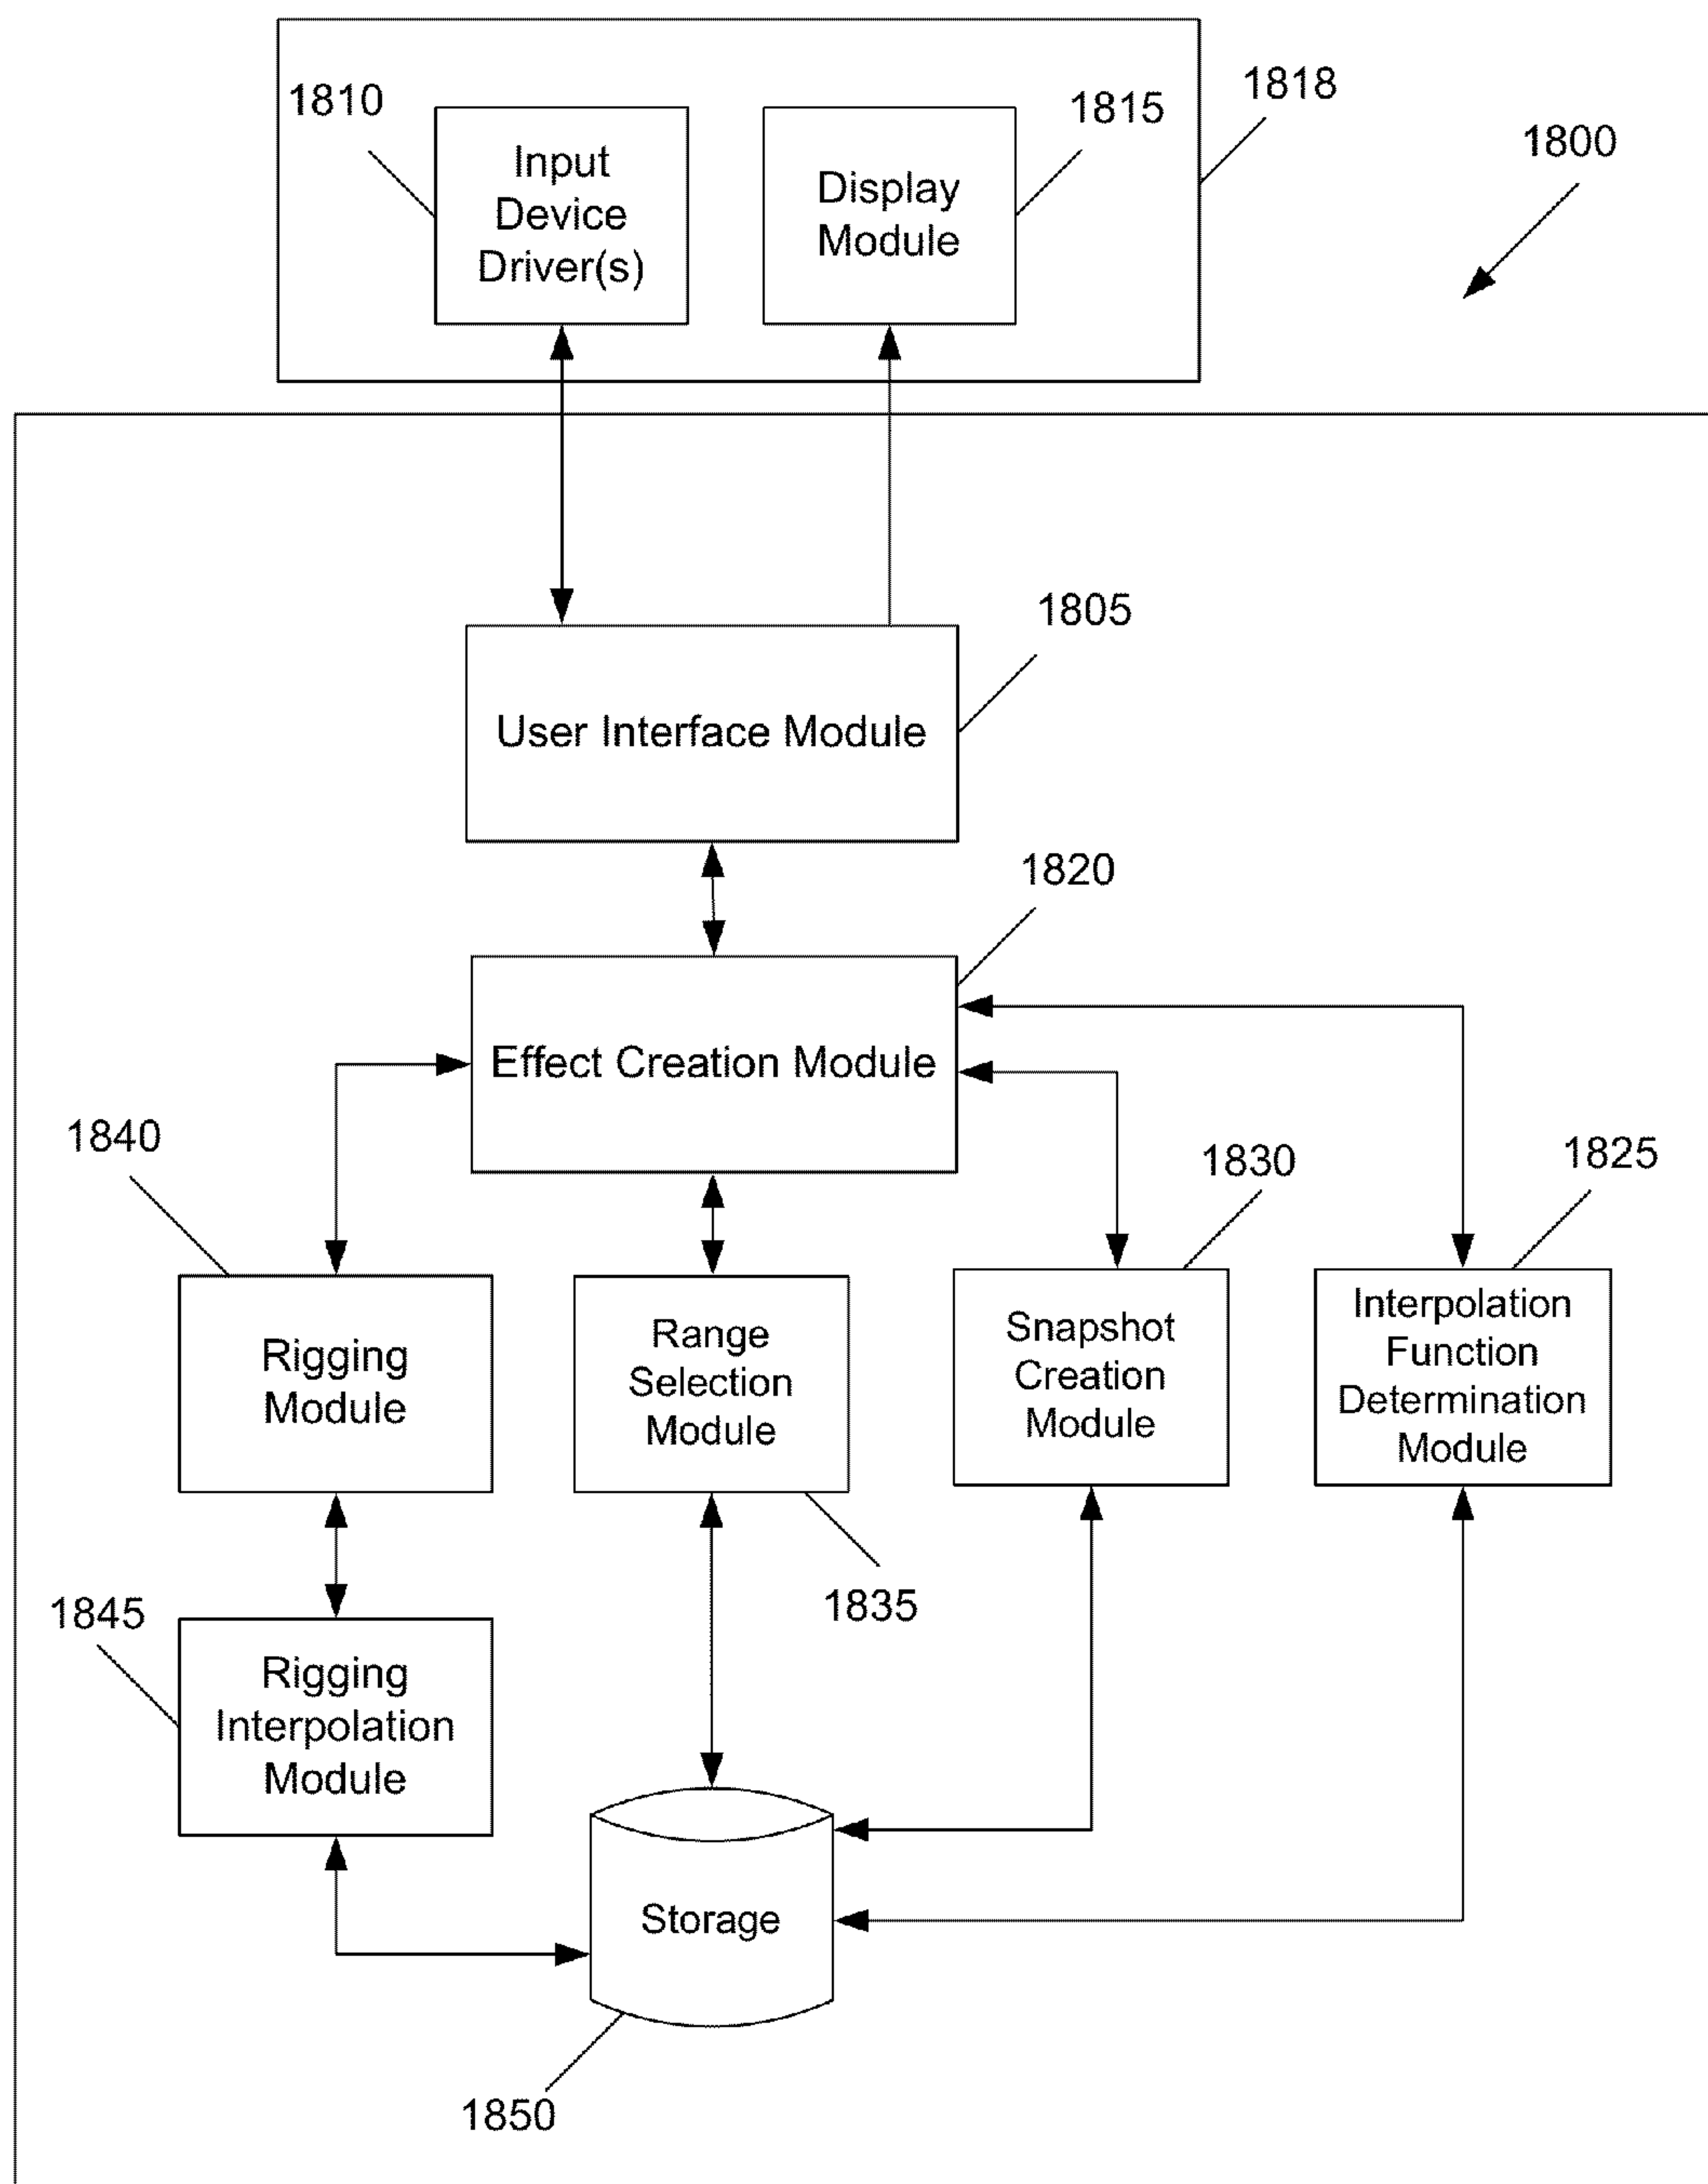 1810
Input
Device
Driver(s)
Display
Module
1815
1818
1800
1805
User Interface Module
1820
Effect Creation Module
1840
1830
1825
Rigging
Module
Range
Selection
Module
Snapshot
Creation
Module
Interpolation
Function
Determination
Module
1835
1845
Rigging
Interpolation
Module
Storage
1850